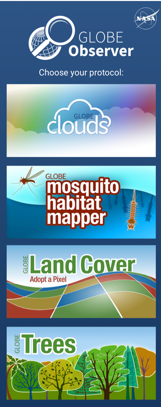 NASA
GLOBE
Observer
Choose your protocol:
GLOBE
clouds
GLOBE
mosquito
habitat
mapper
GLOBE
Land Cover
Adopt a Pixel
GLOBE
Trees